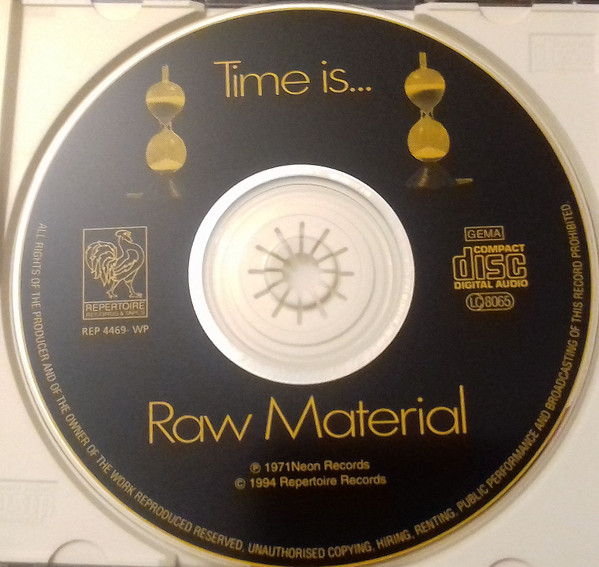 Time is...
GEMA
COMPACT
disc
DIGITAL AUDIO
LC 8065
REPERTOIRE
RECORDS & TAPES
REP 4469- WP
Raw Material
℗ 1971Neon Records
© 1994 Repertoire Records
ALL RIGHTS OF THE PRODUCER AND OF THE OWNER OF THE WORK REPRODUCED RESERVED. UNAUTHORISED COPYING, HIRING, RENTING, PUBLIC PERFORMANCE AND BROADCASTING OF THIS RECORD PROHIBITED.